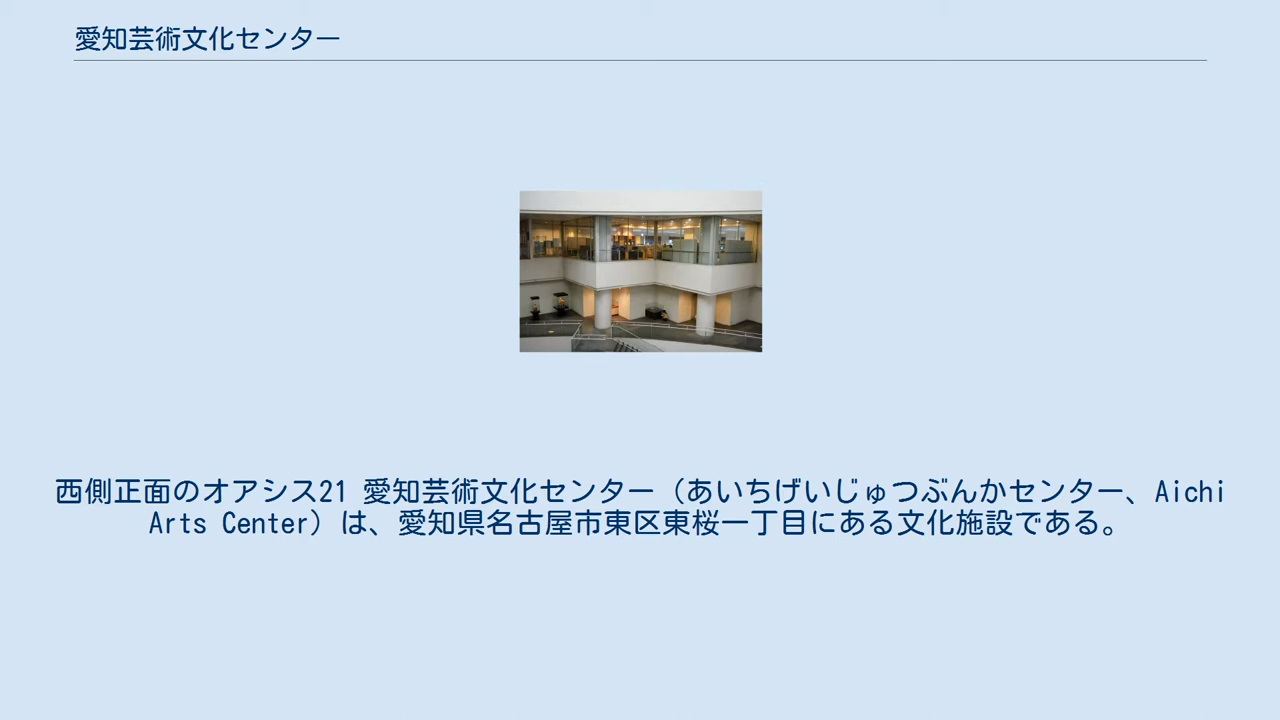 愛知芸術文化センター
西側正面のオアシス21 愛知芸術文化センター（あいちげいじゅつぶんかセンター、Aichi
Arts Center）は、愛知県名古屋市東区東桜一丁目にある文化施設である。